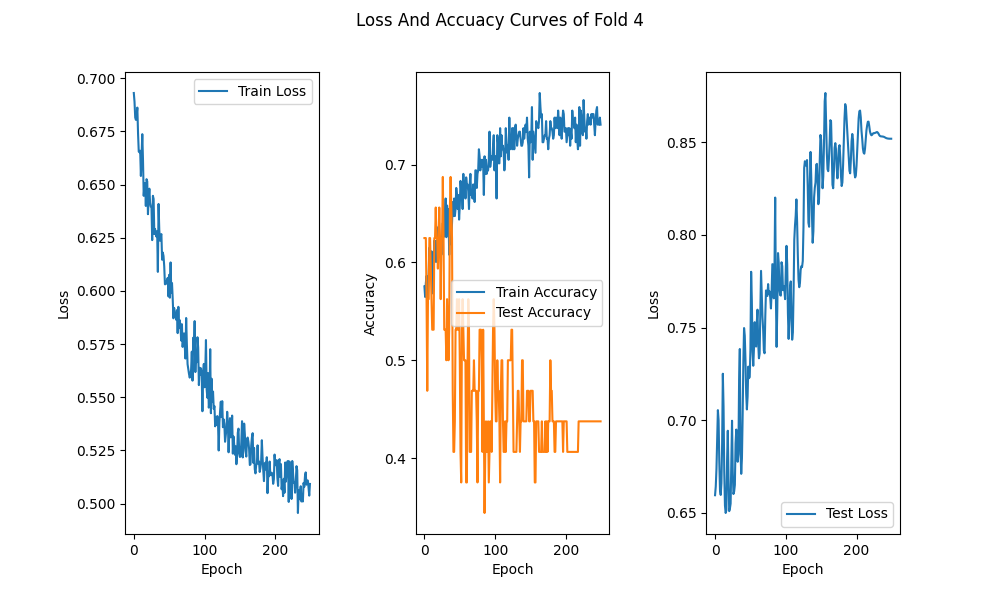 Loss And Accuacy Curves of Fold 4
Loss
0.700
0.675
0.650
0.625
0.600
0.575
0.550
0.525
0.500
Train Loss
0
100
200
Epoch
Accuracy
0.7
0.6
0.5
0.4
Train Accuracy
Test Accuracy
0
100
200
Epoch
Loss
0.85
0.80
0.75
0.70
0.65
Test Loss
0
100
200
Epoch